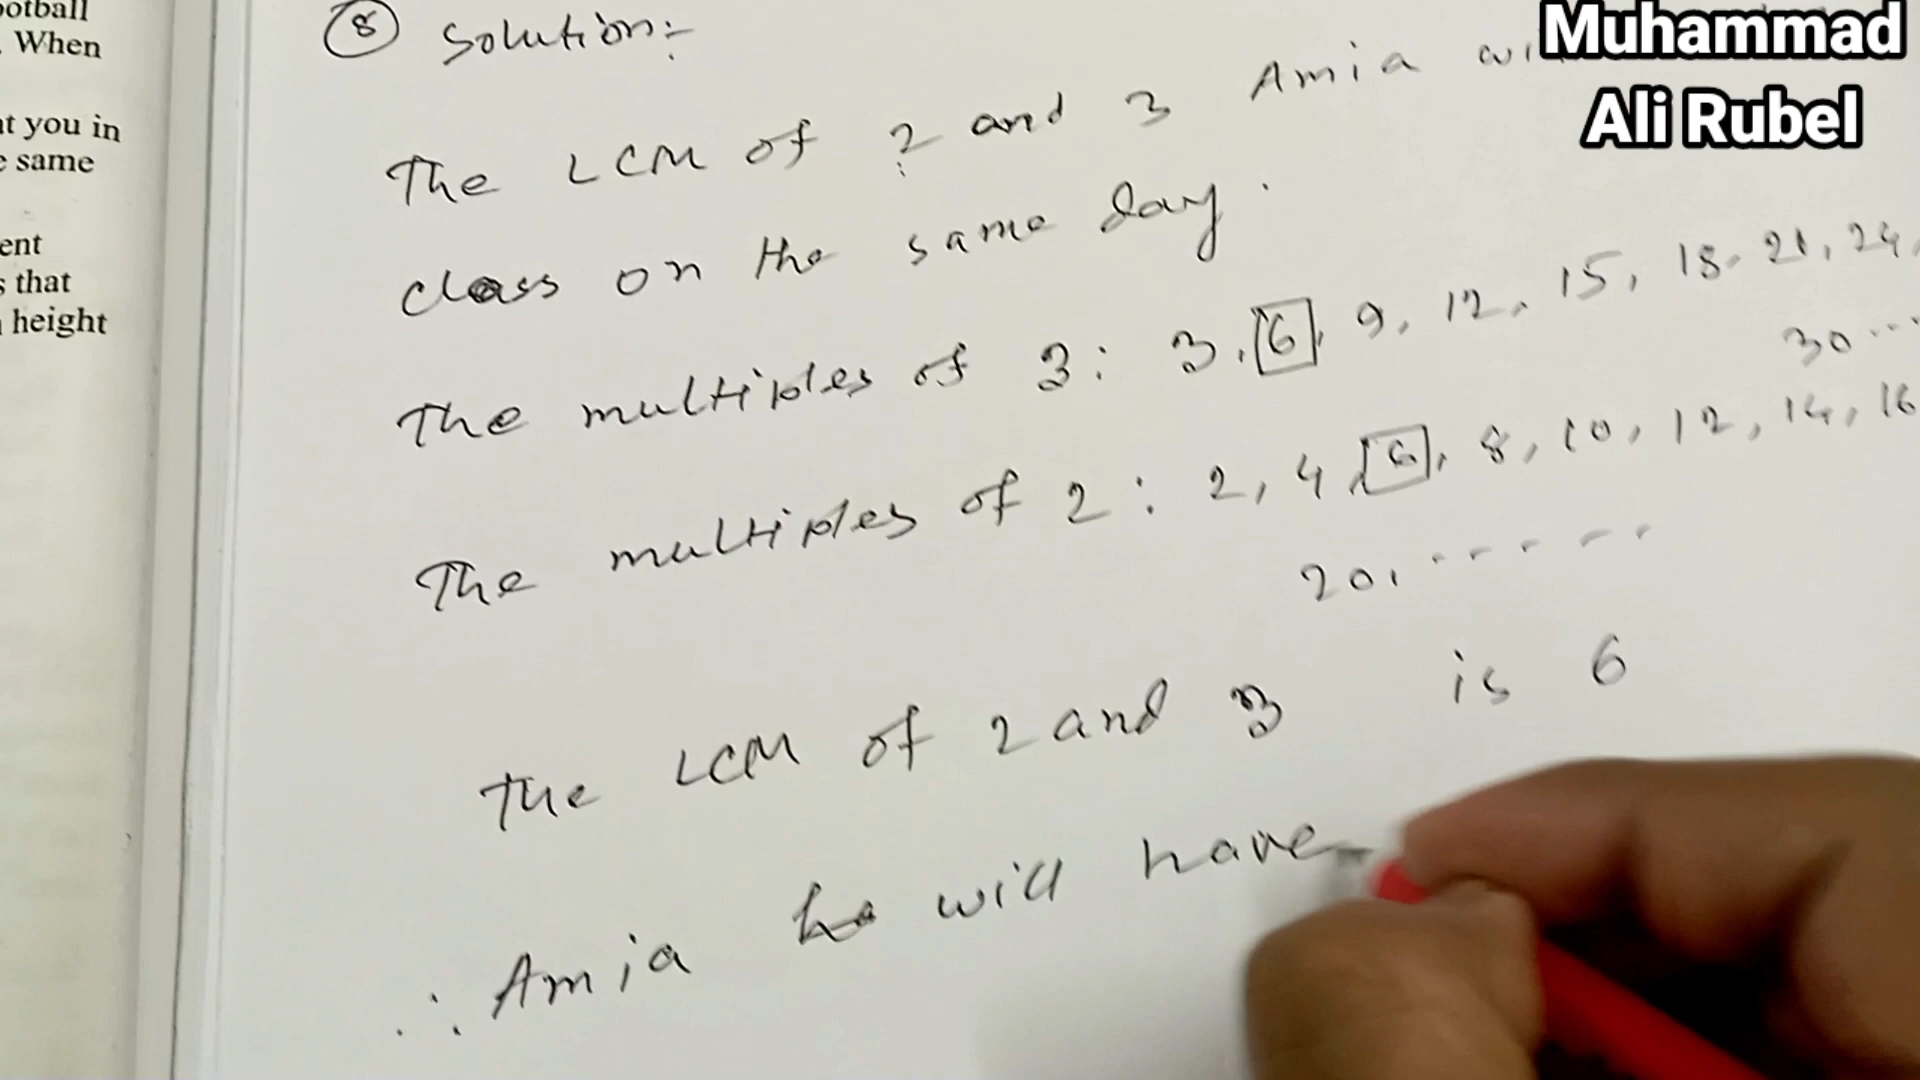 ootball
. When
at you in
e same
ent
s that
height
Muhammad
Ali Rubel
8 Solution:-
The LCM of 2 and 3 Amia wi
class on the same day.
The multiples of 3: 3, 6, 9, 12, 15, 18, 21, 24,
30 ...
The multiples of 2: 2, 4, 6, 8, 10, 12, 14, 16
20, ......
The LCM of 2 and 3 is 6
∴ Amia will have